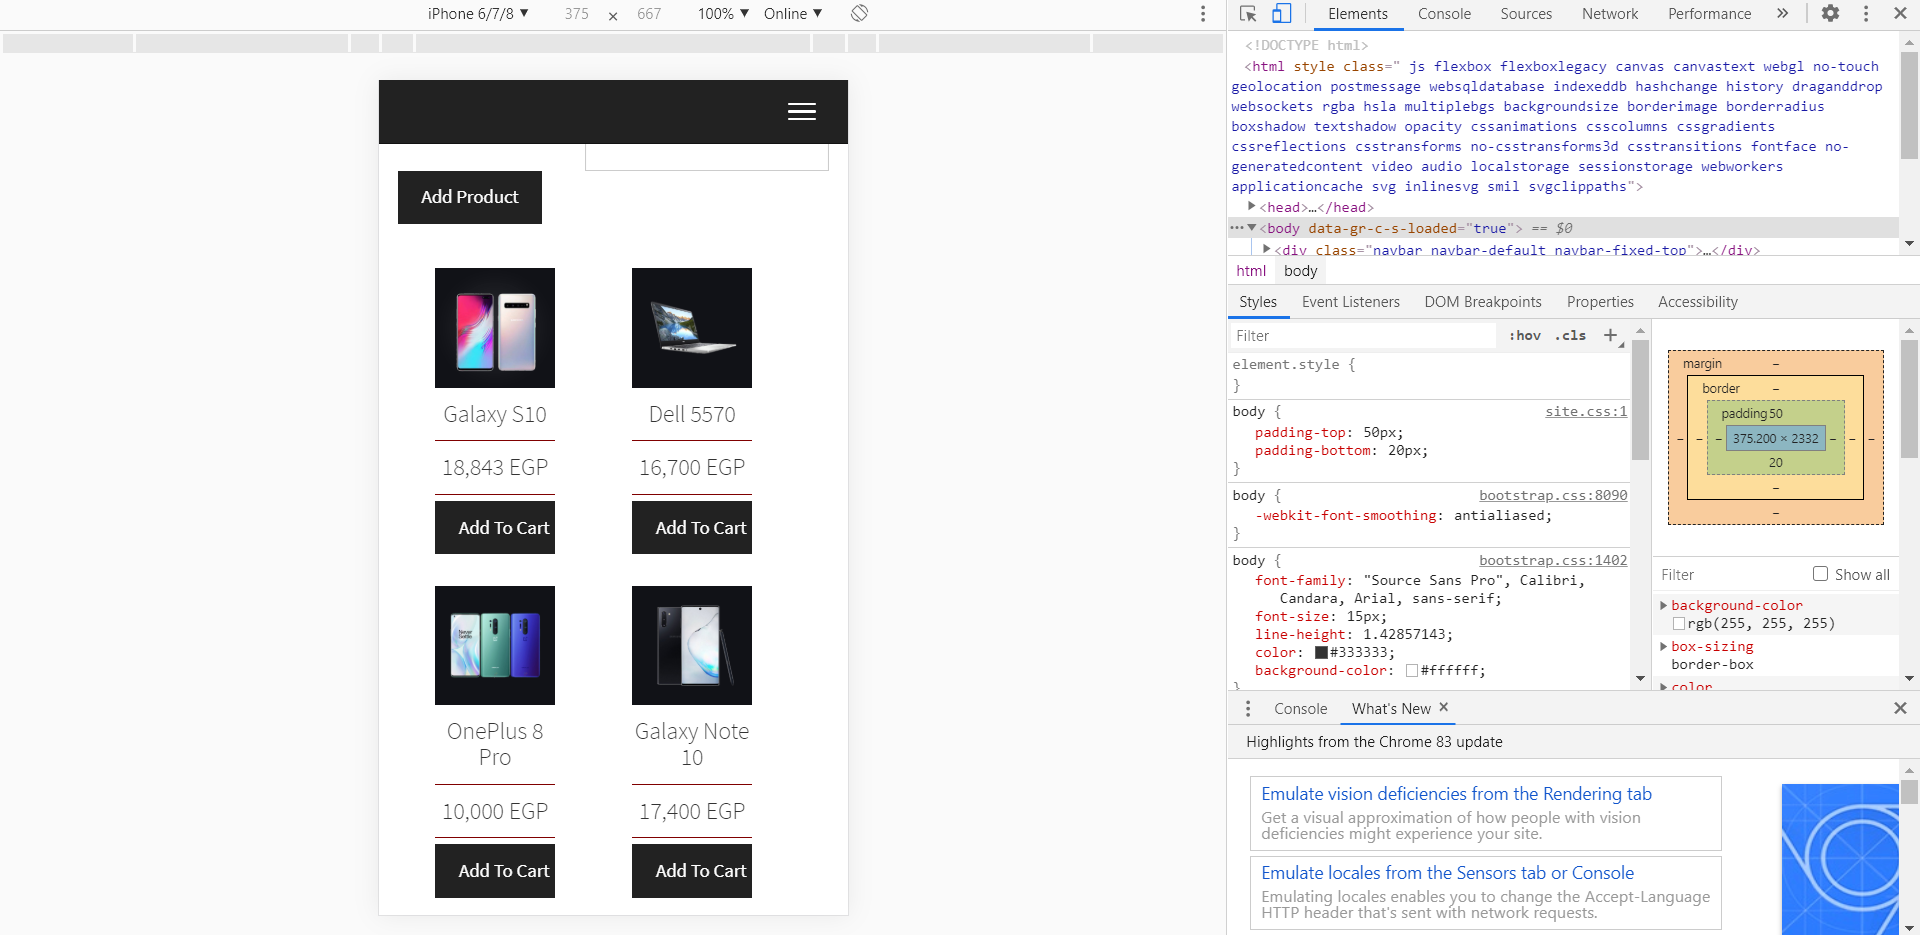 iPhone 6/7/8 ▼ 375 × 667 100% ▼ Online ▼
Add Product
Galaxy S10
18,843 EGP
Add To Cart
Dell 5570
16,700 EGP
Add To Cart
OnePlus 8
Pro
10,000 EGP
Add To Cart
Galaxy Note
10
17,400 EGP
Add To Cart
Elements Console Sources Network Performance »
<!DOCTYPE html>
<html style class=" js flexbox flexboxlegacy canvas canvastext webgl no-touch
geolocation postmessage websqldatabase indexeddb hashchange history draganddrop
websockets rgba hsla multiplebgs backgroundsize borderimage borderradius
boxshadow textshadow opacity cssanimations csscolumns cssgradients
cssreflections csstransforms no-csstransforms3d csstransitions fontface no-
generatedcontent video audio localstorage sessionstorage webworkers
applicationcache svg inlinesvg smil svgclippaths">
<head>…</head>
<body data-gr-c-s-loaded="true"> == $0
<div class="navbar navbar-default navbar-fixed-top">…</div>
html body
Styles Event Listeners DOM Breakpoints Properties Accessibility
Filter :hov .cls +
element.style {
}
body { site.css:1
padding-top: 50px;
padding-bottom: 20px;
}
body { bootstrap.css:8090
-webkit-font-smoothing: antialiased;
}
body { bootstrap.css:1402
font-family: "Source Sans Pro", Calibri,
Candara, Arial, sans-serif;
font-size: 15px;
line-height: 1.42857143;
color: #333333;
background-color: #ffffff;
}
margin –
border –
padding 50
– – – 375.200 × 2332 – – –
20
–
–
Filter Show all
background-color
rgb(255, 255, 255)
box-sizing
border-box
color
Console What's New ×
Highlights from the Chrome 83 update
Emulate vision deficiencies from the Rendering tab
Get a visual approximation of how people with vision
deficiencies might experience your site.
Emulate locales from the Sensors tab or Console
Emulating locales enables you to change the Accept-Language
HTTP header that's sent with network requests.